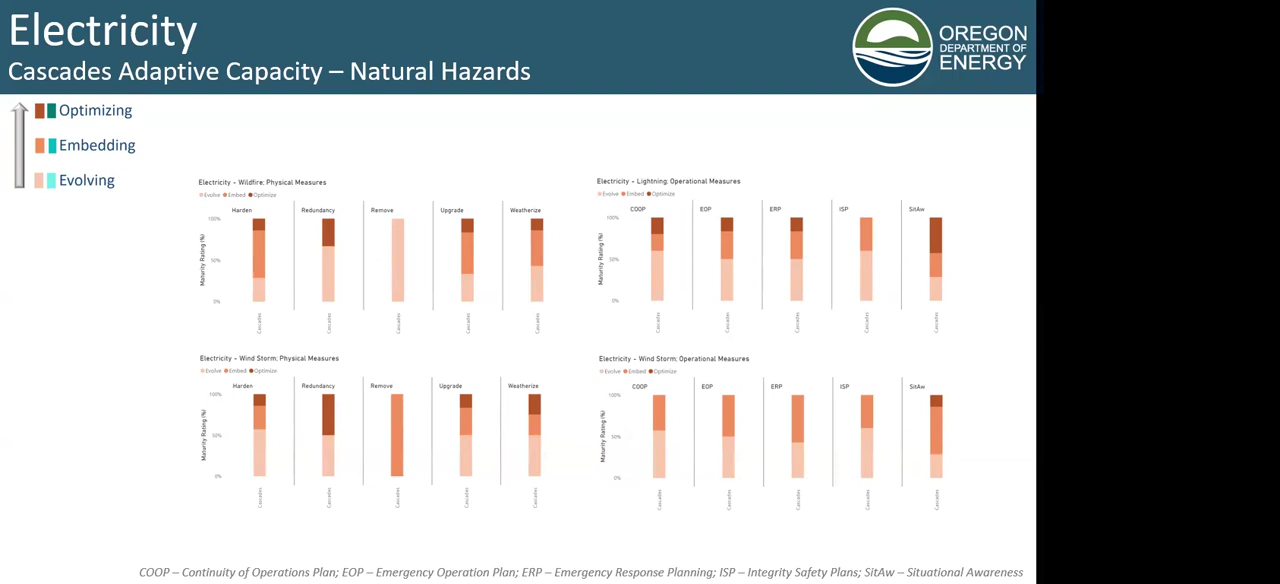 Electricity
Cascades Adaptive Capacity – Natural Hazards
OREGON
DEPARTMENT OF
ENERGY
Optimizing
Embedding
Evolving
Electricity - Wildfire; Physical Measures
Evolve Embed Optimize
Harden Redundancy Remove Upgrade Weatherize
Maturity Rating (%)
100%
50%
0%
Cascades Cascades Cascades Cascades Cascades
Electricity - Lightning; Operational Measures
Evolve Embed Optimize
COOP EOP ERP ISP SitAw
Maturity Rating (%)
100%
50%
0%
Cascades Cascades Cascades Cascades Cascades
Electricity - Wind Storm; Physical Measures
Evolve Embed Optimize
Harden Redundancy Remove Upgrade Weatherize
Maturity Rating (%)
100%
50%
0%
Cascades Cascades Cascades Cascades Cascades
Electricity - Wind Storm; Operational Measures
Evolve Embed Optimize
COOP EOP ERP ISP SitAw
Maturity Rating (%)
100%
50%
0%
Cascades Cascades Cascades Cascades Cascades
COOP – Continuity of Operations Plan; EOP – Emergency Operation Plan; ERP – Emergency Response Planning; ISP – Integrity Safety Plans; SitAw – Situational Awareness